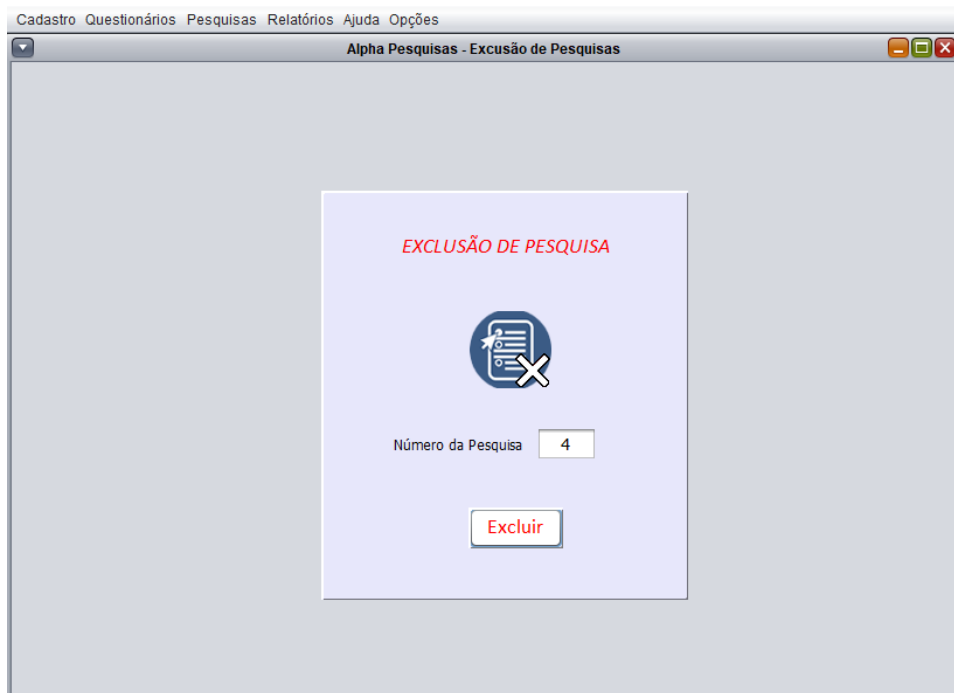 Cadastro Questionários Pesquisas Relatórios Ajuda Opções
Alpha Pesquisas - Excusão de Pesquisas
EXCLUSÃO DE PESQUISA
Número da Pesquisa 4
Excluir